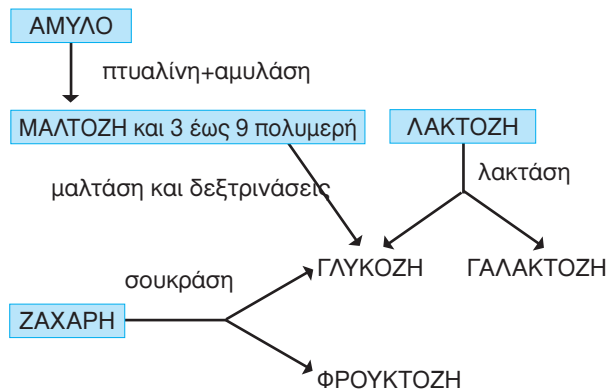 ΑΜΥΛΟ
πτυαλίνη+αμυλάση
ΜΑΛΤΟΖΗ και 3 έως 9 πολυμερή
ΛΑΚΤΟΖΗ
μαλτάση και δεξτρινάσεις
λακτάση
ΓΛΥΚΟΖΗ
ΓΑΛΑΚΤΟΖΗ
σουκράση
ΖΑΧΑΡΗ
ΦΡΟΥΚΤΟΖΗ